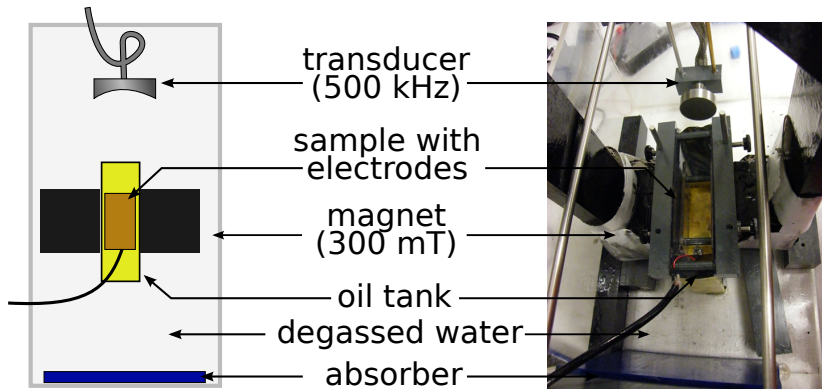 transducer
(500 kHz)
sample with
electrodes
magnet
(300 mT)
oil tank
degassed water
absorber